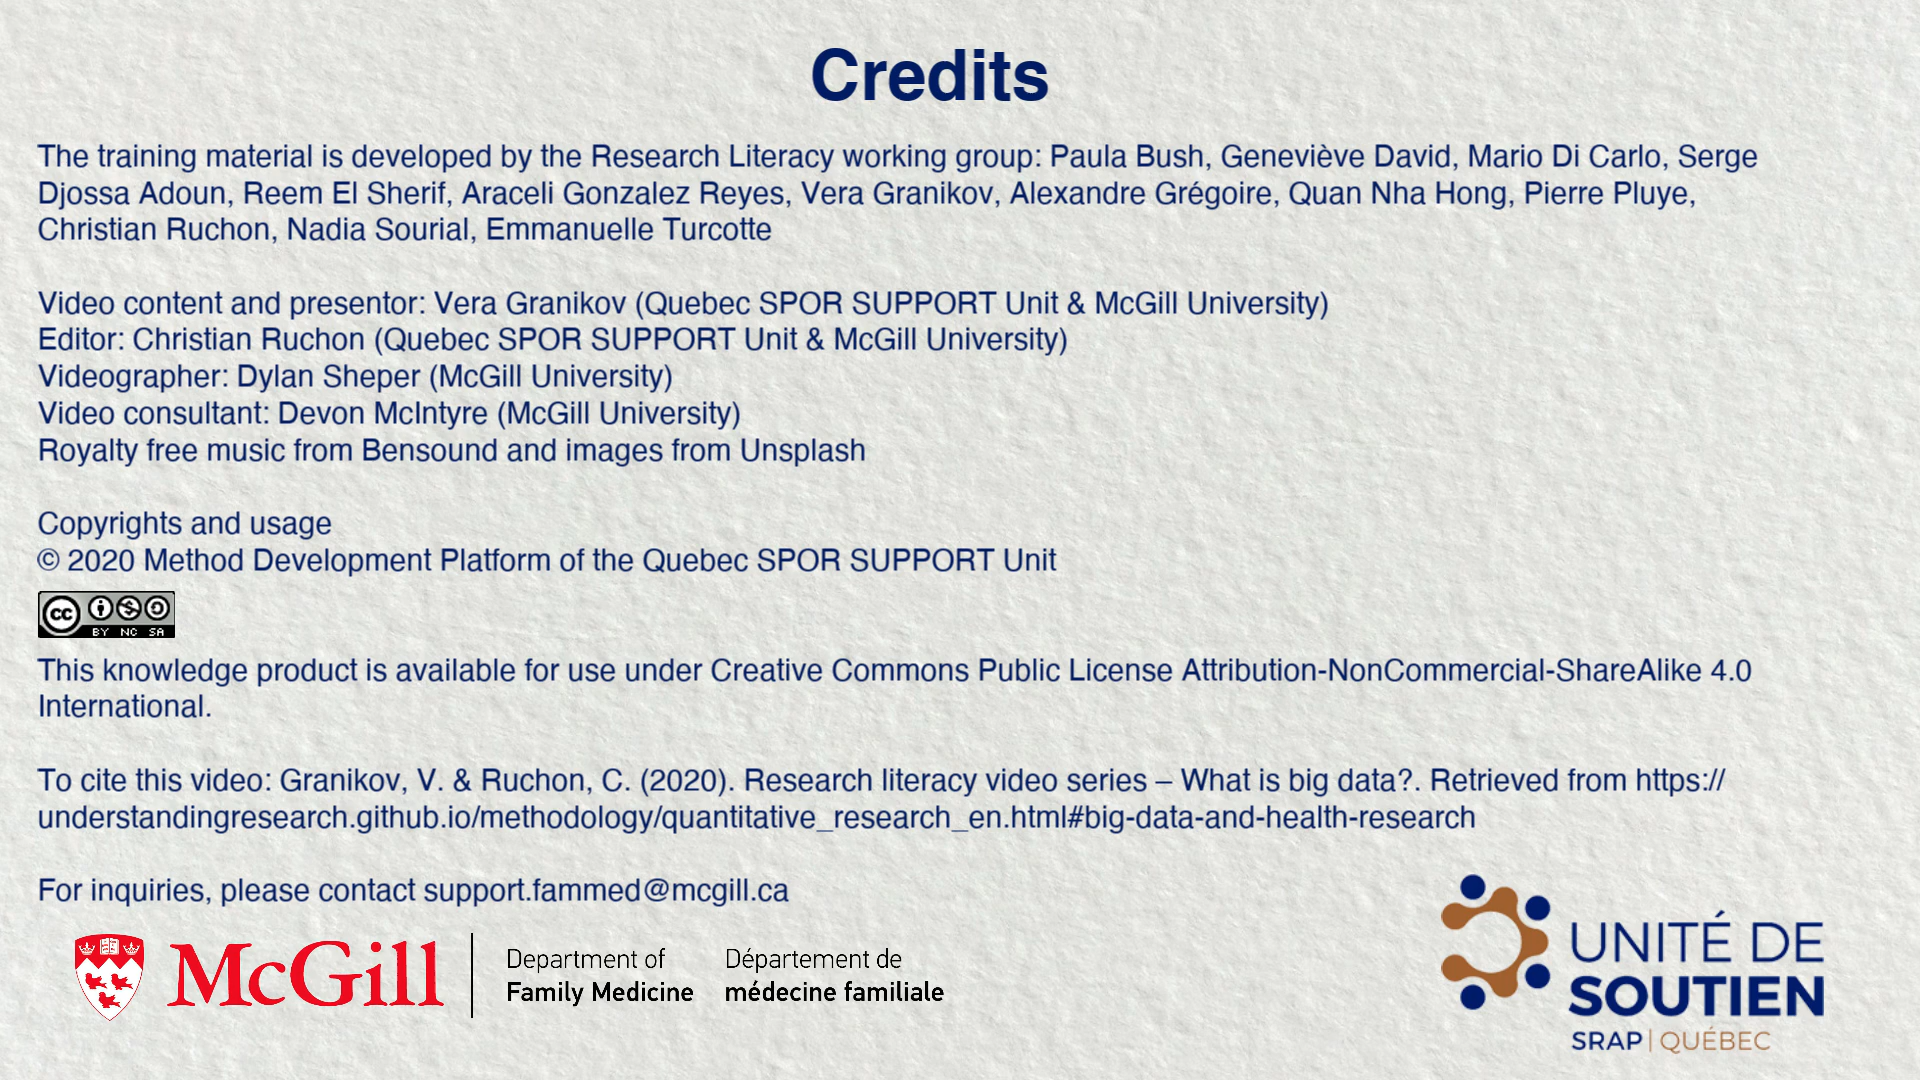 Credits
The training material is developed by the Research Literacy working group: Paula Bush, Geneviève David, Mario Di Carlo, Serge
Djossa Adoun, Reem El Sherif, Araceli Gonzalez Reyes, Vera Granikov, Alexandre Grégoire, Quan Nha Hong, Pierre Pluye,
Christian Ruchon, Nadia Sourial, Emmanuelle Turcotte
Video content and presentor: Vera Granikov (Quebec SPOR SUPPORT Unit & McGill University)
Editor: Christian Ruchon (Quebec SPOR SUPPORT Unit & McGill University)
Videographer: Dylan Sheper (McGill University)
Video consultant: Devon McIntyre (McGill University)
Royalty free music from Bensound and images from Unsplash
Copyrights and usage
© 2020 Method Development Platform of the Quebec SPOR SUPPORT Unit
cc
BY NC SA
This knowledge product is available for use under Creative Commons Public License Attribution-NonCommercial-ShareAlike 4.0
International.
To cite this video: Granikov, V. & Ruchon, C. (2020). Research literacy video series – What is big data?. Retrieved from https://
understandingresearch.github.io/methodology/quantitative_research_en.html#big-data-and-health-research
For inquiries, please contact support.fammed@mcgill.ca
McGill
Department of
Family Medicine
Département de
médecine familiale
UNITÉ DE
SOUTIEN
SRAP | QUÉBEC